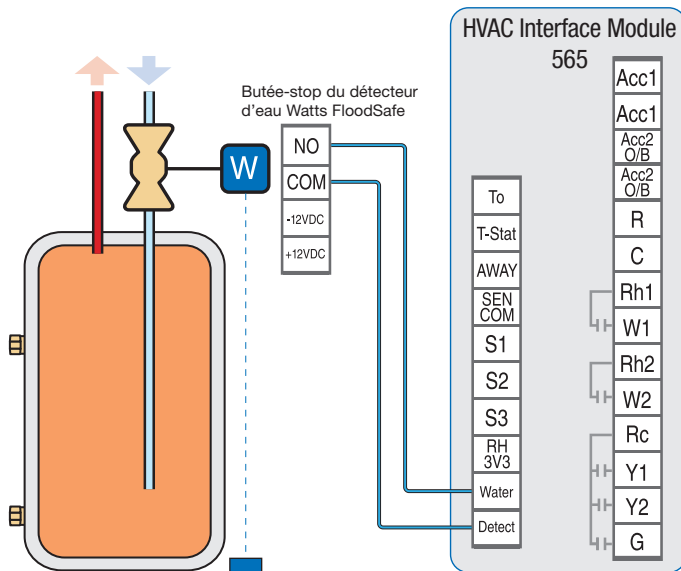 HVAC Interface Module
565
Butée-stop du détecteur
d'eau Watts FloodSafe
W
NO
COM
-12VDC
+12VDC
To
T-Stat
AWAY
SEN
COM
S1
S2
S3
RH
3V3
Water
Detect
Acc1
Acc1
Acc2
O/B
Acc2
O/B
R
C
Rh1
W1
Rh2
W2
Rc
Y1
Y2
G